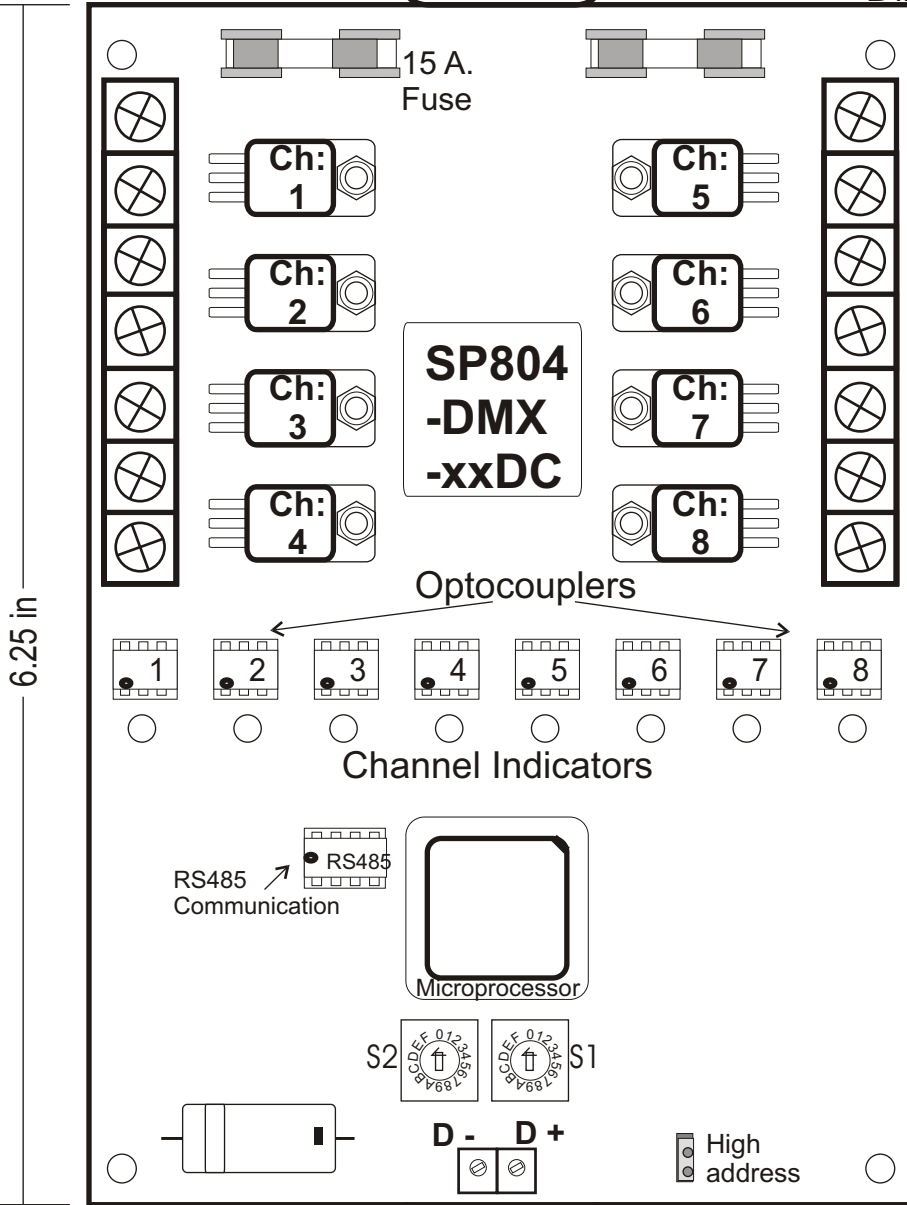 15 A.
Fuse
Ch:
1
Ch:
5
Ch:
2
Ch:
6
SP804
-DMX
-xxDC
Ch:
3
Ch:
7
Ch:
4
Ch:
8
Optocouplers
6.25 in
1 2 3 4 5 6 7 8
Channel Indicators
RS485
RS485
Communication
Microprocessor
S2
0123456789ABCDEF
0123456789ABCDEF
S1
D - D +
High
address